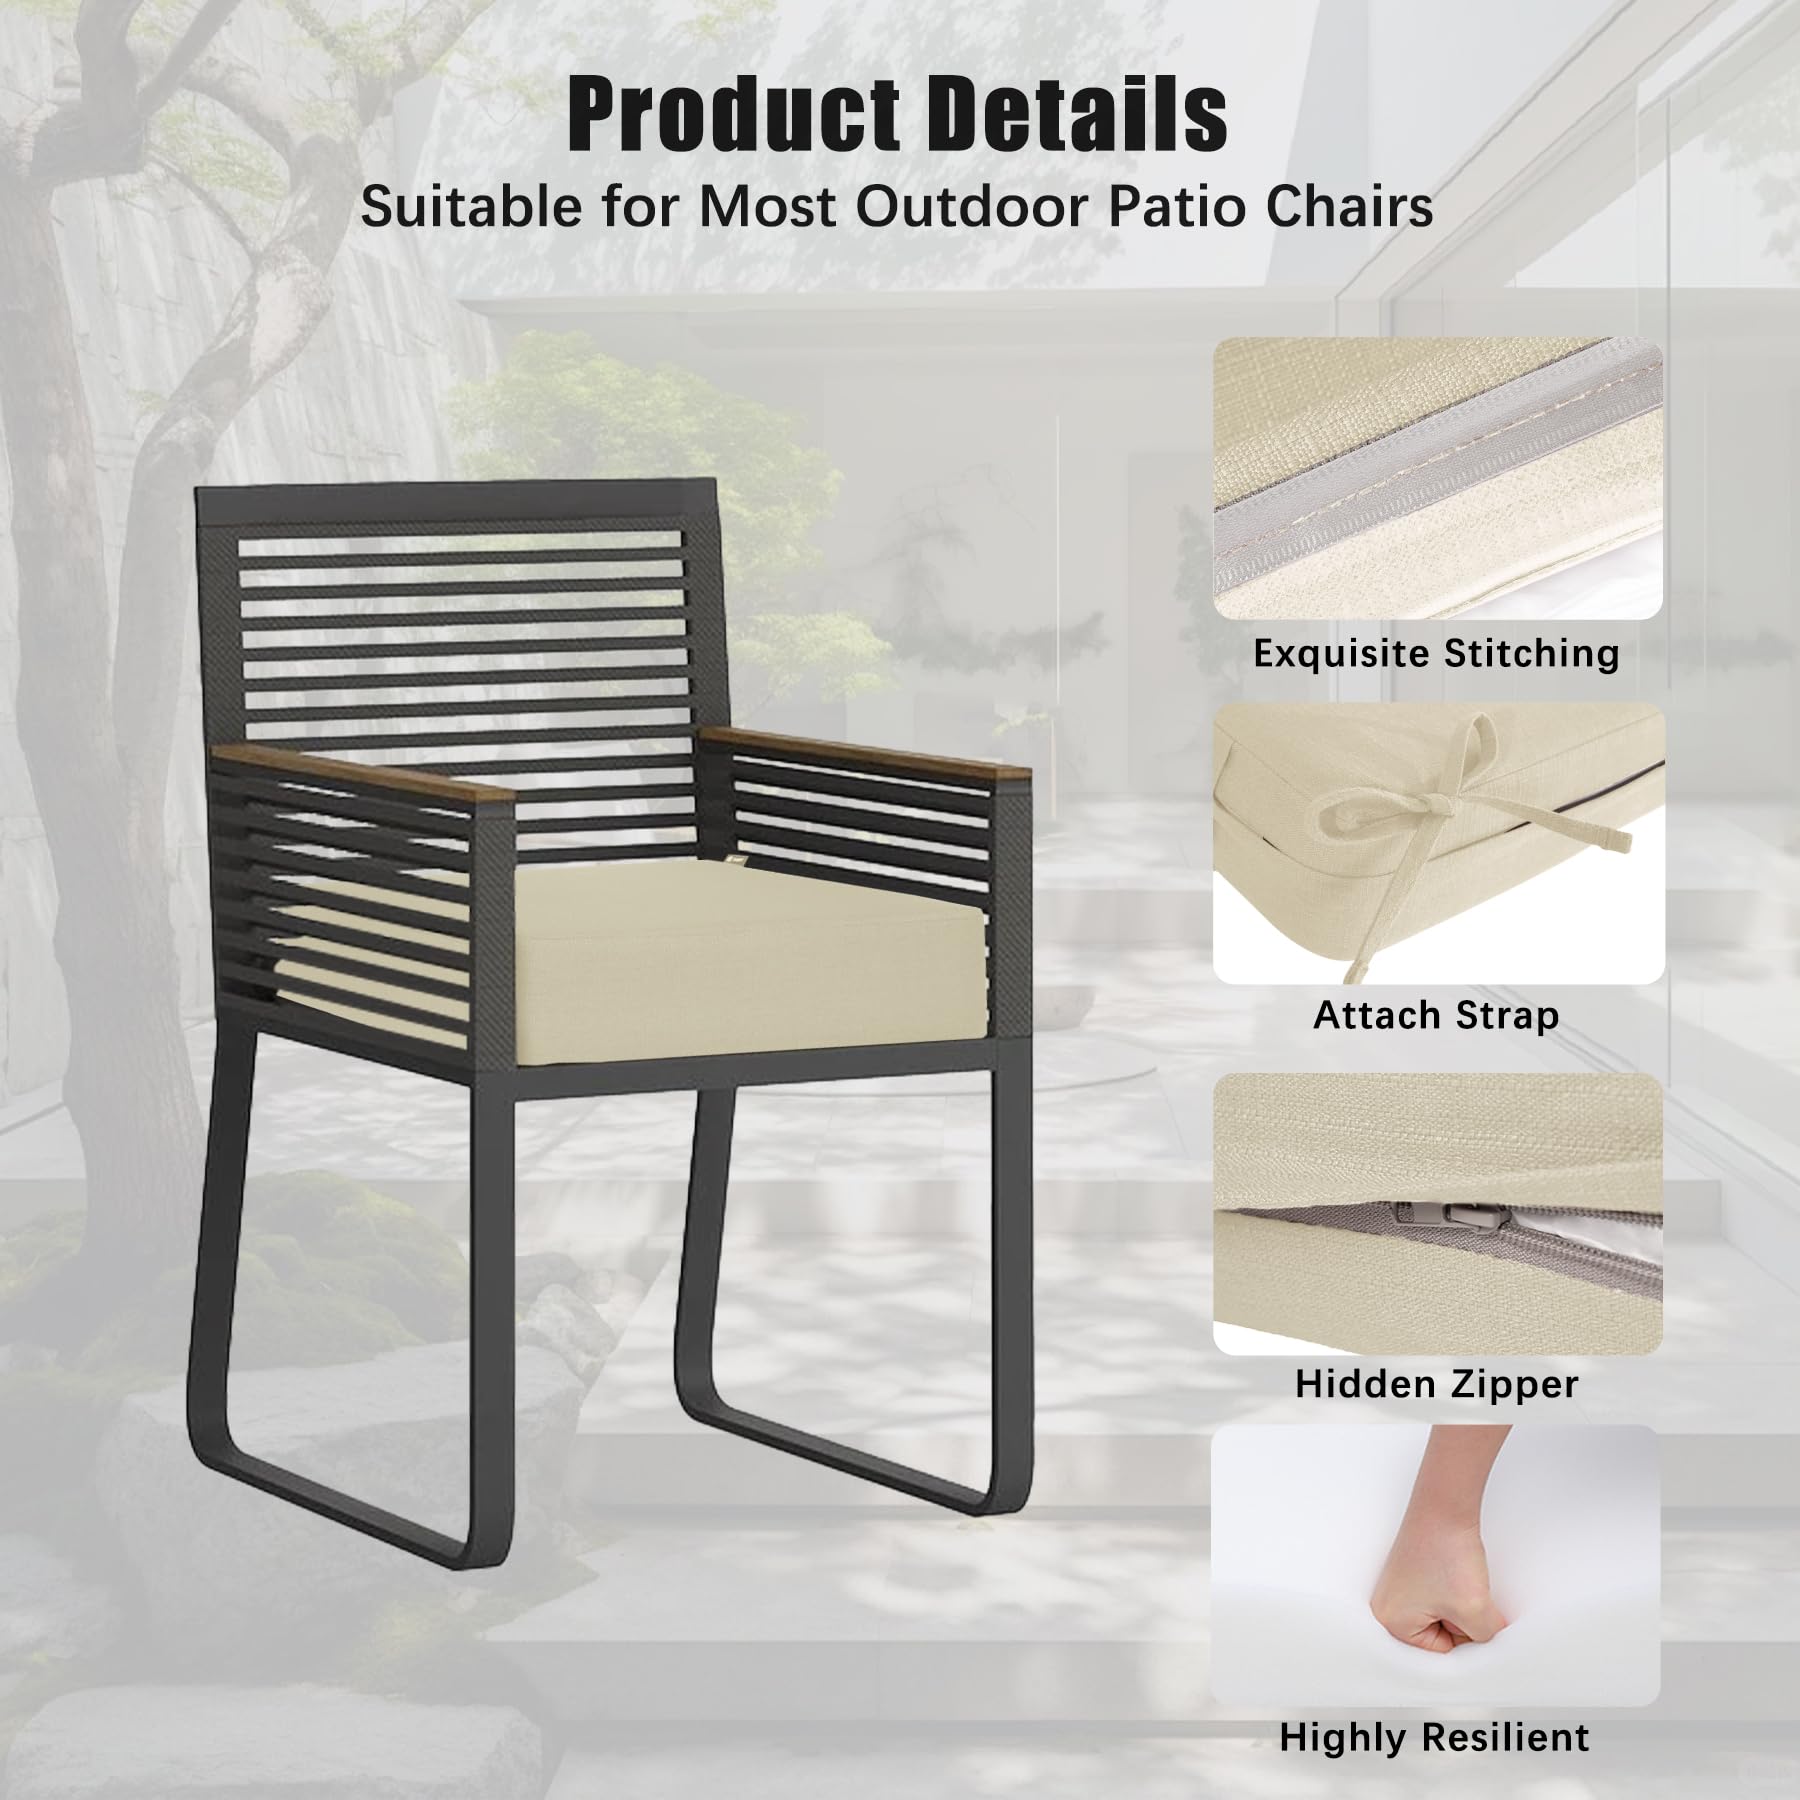 Product Details
Suitable for Most Outdoor Patio Chairs
Exquisite Stitching
Attach Strap
Hidden Zipper
Highly Resilient